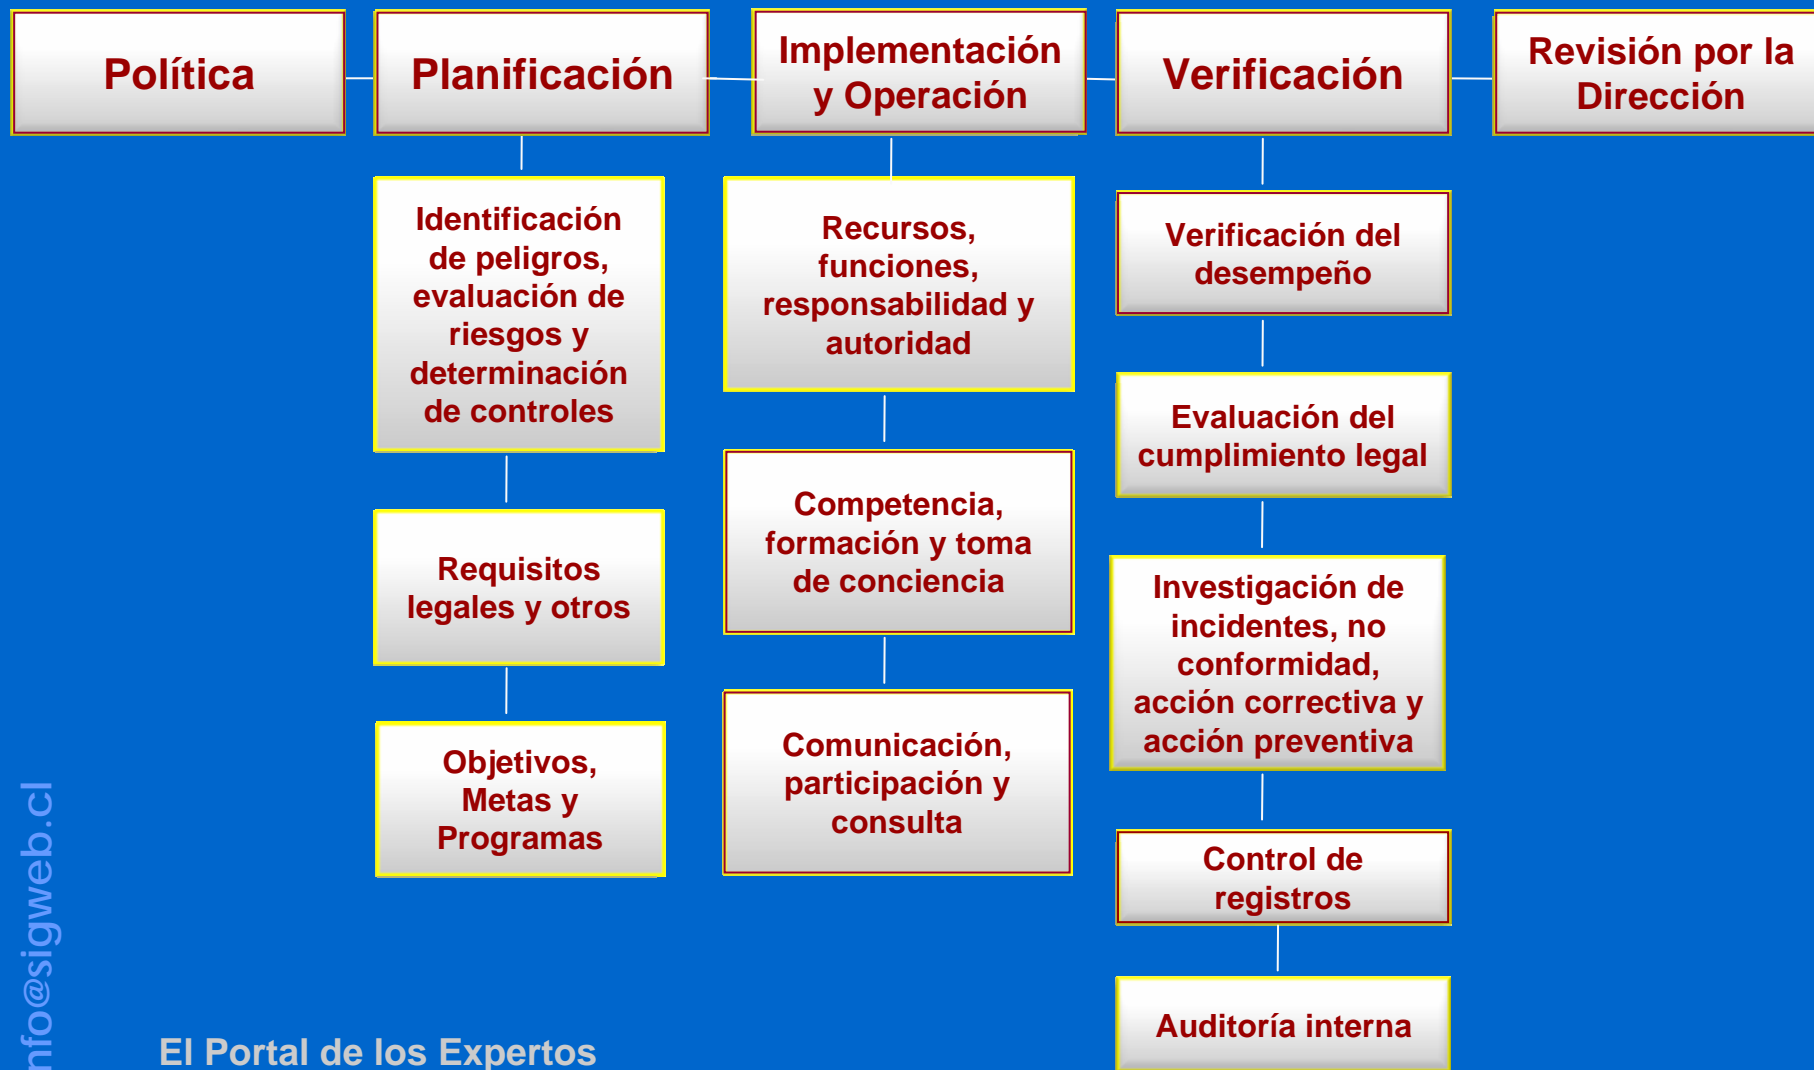 Política
Planificación
Implementación
y Operación
Verificación
Revisión por la
Dirección
Identificación
de peligros,
evaluación de
riesgos y
determinación
de controles
Requisitos
legales y otros
Objetivos,
Metas y
Programas
Recursos,
funciones,
responsabilidad y
autoridad
Competencia,
formación y toma
de conciencia
Comunicación,
participación y
consulta
Verificación del
desempeño
Evaluación del
cumplimiento legal
Investigación de
incidentes, no
conformidad,
acción correctiva y
acción preventiva
Control de
registros
Auditoría interna
nfo@sigweb.cl
El Portal de los Expertos